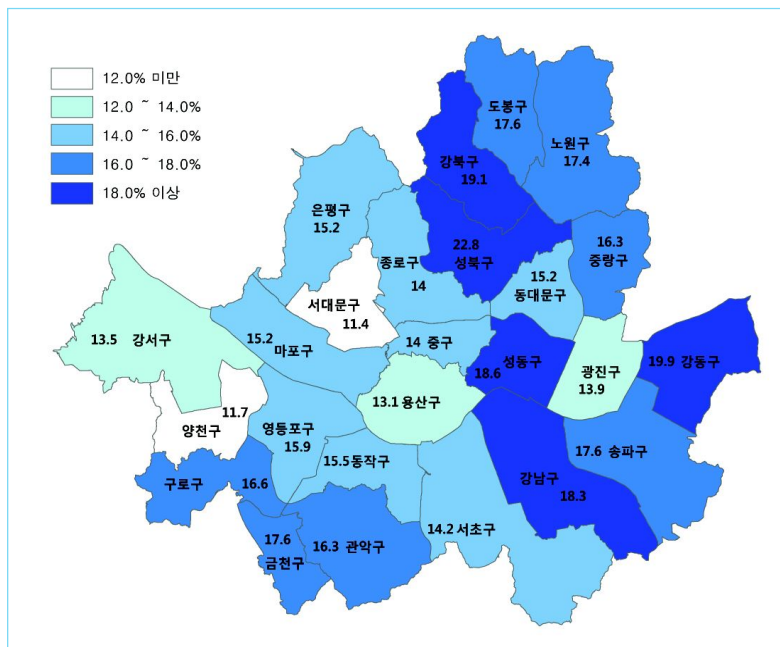 12.0% 미만
12.0 ~ 14.0%
14.0 ~ 16.0%
16.0 ~ 18.0%
18.0% 이상
도봉구
17.6
노원구
17.4
강북구
19.1
은평구
15.2
종로구
14
22.8
성북구
16.3
중랑구
15.2
동대문구
서대문구
11.4
13.5 강서구
15.2
마포구
14 중구
성동구
18.6
광진구
13.9
19.9 강동구
11.7
양천구
13.1 용산구
영등포구
15.9
15.5 동작구
17.6 송파구
구로구
16.6
강남구
18.3
14.2 서초구
17.6
금천구
16.3 관악구